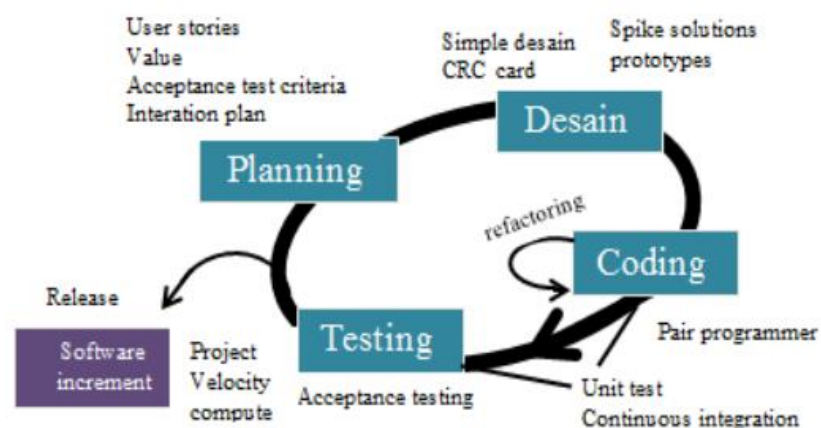 User stories
Value
Acceptance test criteria
Interation plan
Simple desain
CRC card
Spike solutions
prototypes
Desain
Planning
refactoring
Coding
Release
Software
increment
Project
Velocity
compute
Testing
Acceptance testing
Pair programmer
Unit test
Continuous integration